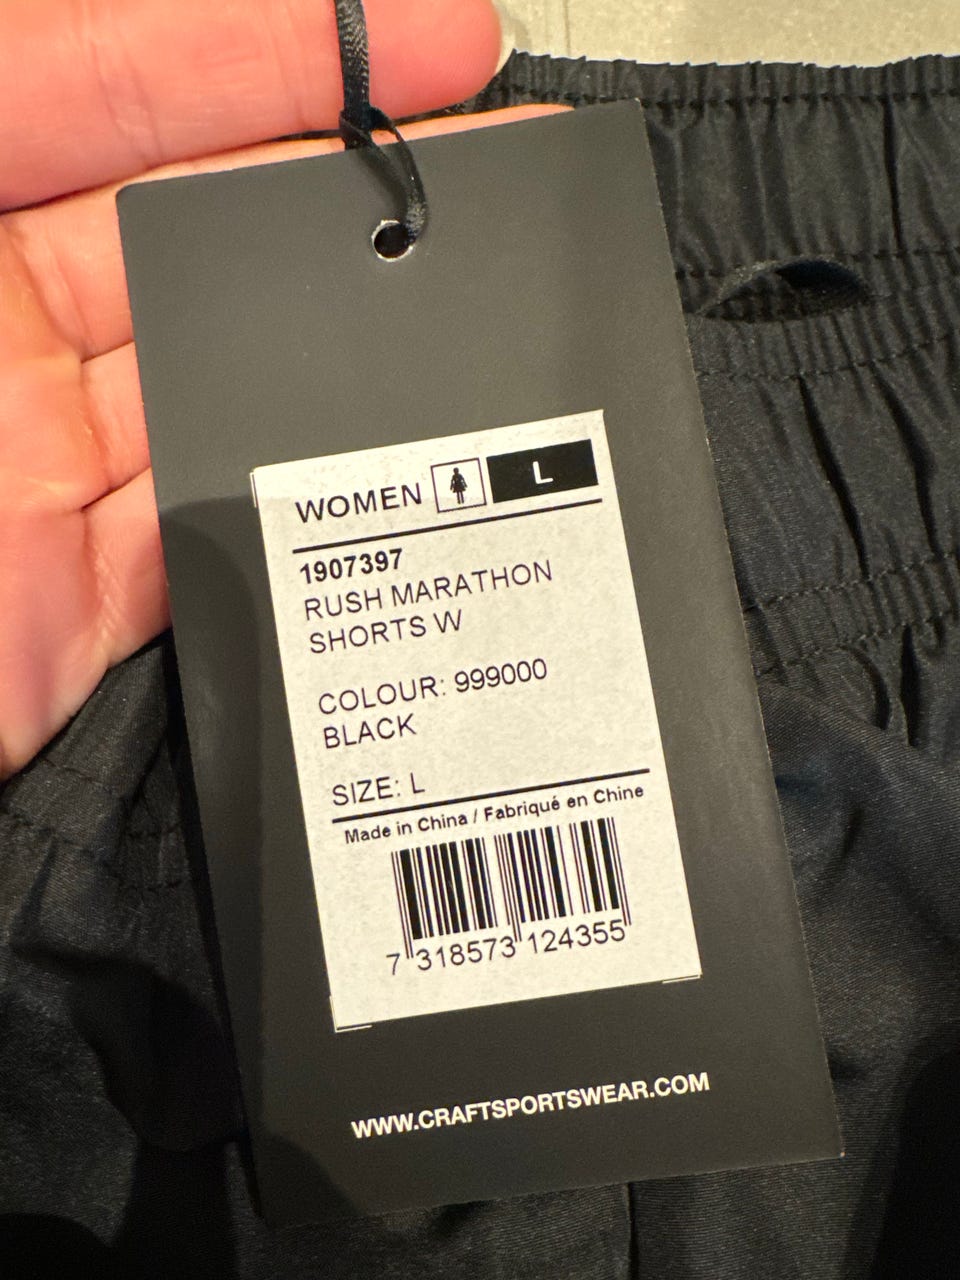 WOMEN L
1907397
RUSH MARATHON
SHORTS W
COLOUR: 999000
BLACK
SIZE: L
Made in China / Fabriqué en Chine
7 318573 124355
WWW.CRAFTSPORTSWEAR.COM